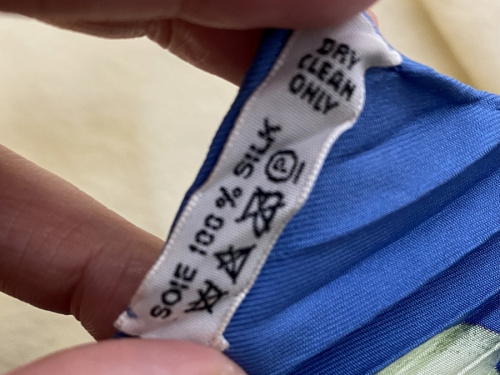 SOIE 100 % SILK
P
DRY
CLEAN
ONLY